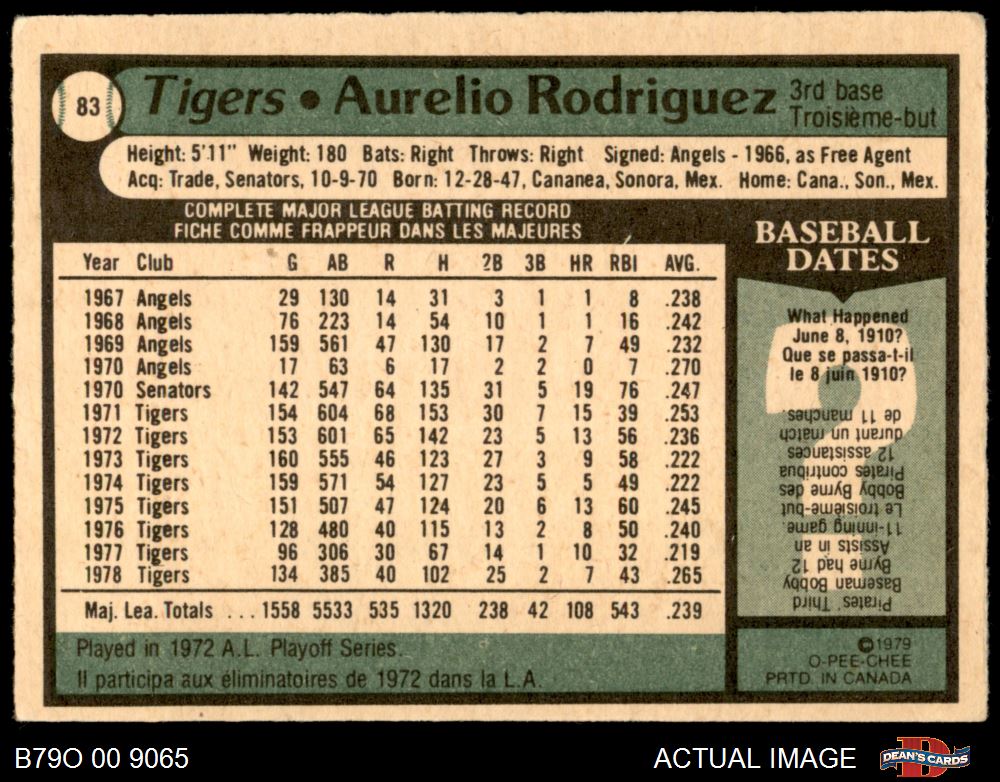 83
Tigers • Aurelio Rodriguez
3rd base
Troisième-but
Height: 5'11" Weight: 180 Bats: Right Throws: Right Signed: Angels - 1966, as Free Agent
Acq: Trade, Senators, 10-9-70 Born: 12-28-47, Cananea, Sonora, Mex. Home: Cana., Son., Mex.
COMPLETE MAJOR LEAGUE BATTING RECORD
FICHE COMME FRAPPEUR DANS LES MAJEURES
Year Club G AB R H 2B 3B HR RBI AVG.
1967 Angels 29 130 14 31 3 1 1 8 .238
1968 Angels 76 223 14 54 10 1 1 16 .242
1969 Angels 159 561 47 130 17 2 7 49 .232
1970 Angels 17 63 6 17 2 2 0 7 .270
1970 Senators 142 547 64 135 31 5 19 76 .247
1971 Tigers 154 604 68 153 30 7 15 39 .253
1972 Tigers 153 601 65 142 23 5 13 56 .236
1973 Tigers 160 555 46 123 27 3 9 58 .222
1974 Tigers 159 571 54 127 23 5 5 49 .222
1975 Tigers 151 507 47 124 20 6 13 60 .245
1976 Tigers 128 480 40 115 13 2 8 50 .240
1977 Tigers 96 306 30 67 14 1 10 32 .219
1978 Tigers 134 385 40 102 25 2 7 43 .265
Maj. Lea. Totals ... 1558 5533 535 1320 238 42 108 543 .239
Played in 1972 A.L. Playoff Series.
Il participa aux éliminatoires de 1972 dans la L.A.
BASEBALL
DATES
What Happened
June 8, 1910?
Que se passa-t-il
le 8 juin 1910?
Pirates' Third
Baseman Bobby
Byrne had 12
Assists in an
11-inning game.
Le troisième-but
Bobby Byrne des
Pirates contribua
12 assistances
durant un match
de 11 manches
©1979
O-PEE-CHEE
PRTD. IN CANADA
B79O 00 9065
ACTUAL IMAGE
DEAN'S CARDS